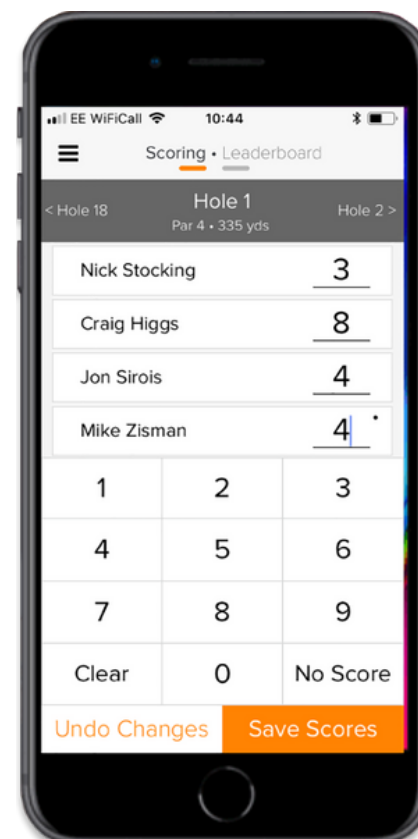 EE WiFiCall 10:44
Scoring • Leaderboard
< Hole 18 Hole 1 Hole 2 >
Par 4 • 335 yds
Nick Stocking 3
Craig Higgs 8
Jon Sirois 4
Mike Zisman 4 •
1 2 3
4 5 6
7 8 9
Clear 0 No Score
Undo Changes Save Scores